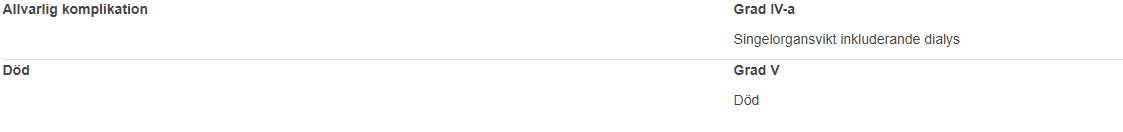 Allvarlig komplikation
Grad IV-a
Singelorgansvikt inkluderande dialys
Död
Grad V
Död